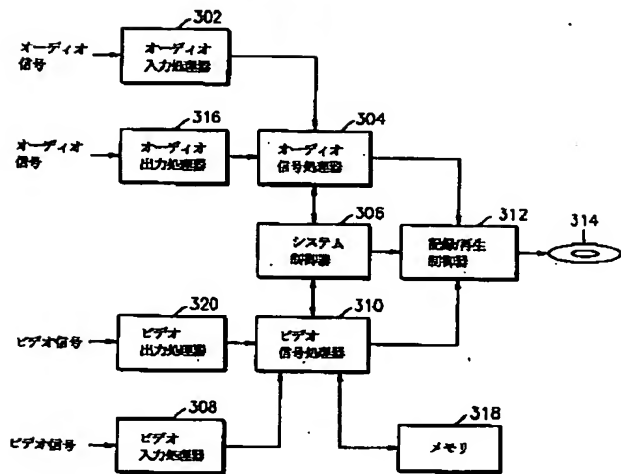 302
オーディオ
信号
オーディオ
入力処理器
316
304
オーディオ
信号
オーディオ
出力処理器
オーディオ
信号処理器
306
312
314
システム
制御器
記録/再生
制御器
320
310
ビデオ信号
ビデオ
出力処理器
ビデオ
信号処理器
308
318
ビデオ信号
ビデオ
入力処理器
メモリ